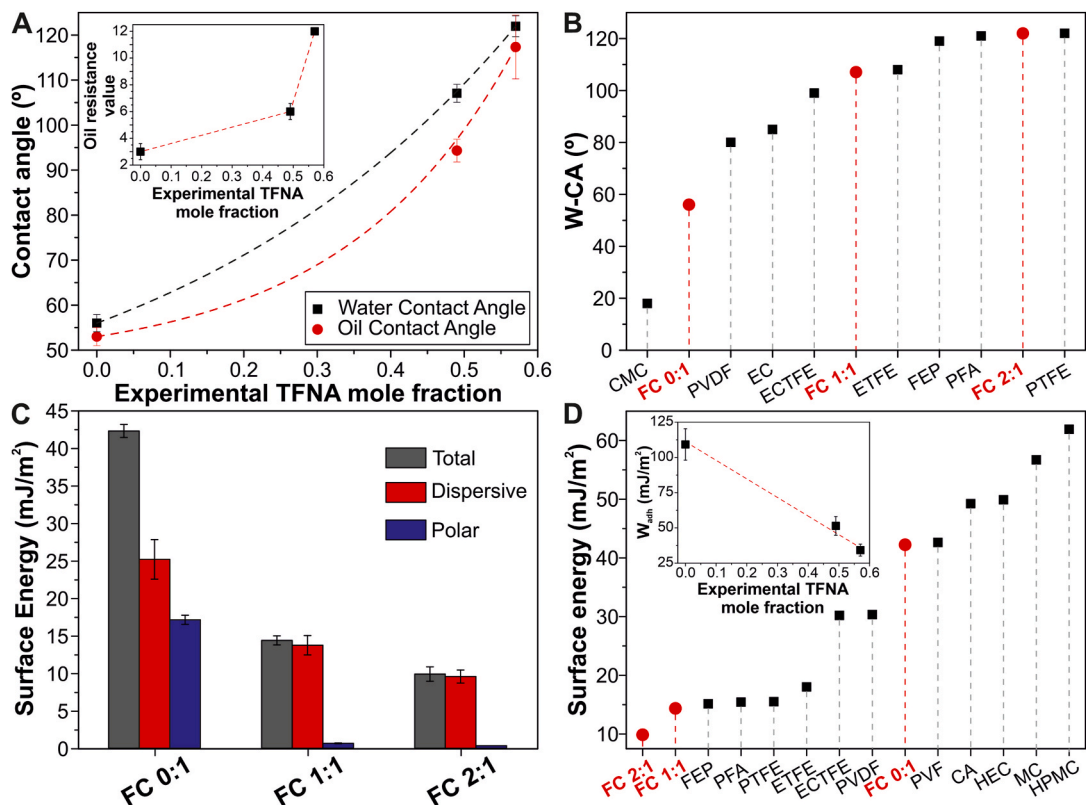 A
120
110
100
90
80
70
60
50
Contact angle (º)
12
10
8
6
4
2
Oil resistance
value
0.0 0.1 0.2 0.3 0.4 0.5 0.6
Experimental TFNA
mole fraction
Water Contact Angle
Oil Contact Angle
0.0 0.1 0.2 0.3 0.4 0.5 0.6
Experimental TFNA mole fraction
B
120
100
80
60
40
20
0
W-CA (º)
CMC
FC 0:1
PVDF
EC
ECTFE
FC 1:1
ETFE
FEP
PFA
FC 2:1
PTFE
C
45
40
35
30
25
20
15
10
5
0
Surface Energy (mJ/m²)
Total
Dispersive
Polar
FC 0:1
FC 1:1
FC 2:1
D
60
50
40
30
20
10
Surface energy (mJ/m²)
125
100
75
50
25
Wadh (mJ/m²)
0.0 0.1 0.2 0.3 0.4 0.5 0.6
Experimental TFNA
mole fraction
FC 2:1
FC 1:1
FEP
PFA
PTFE
ETFE
ECTFE
PVDF
FC 0:1
PVF
CA
HEC
MC
HPMC